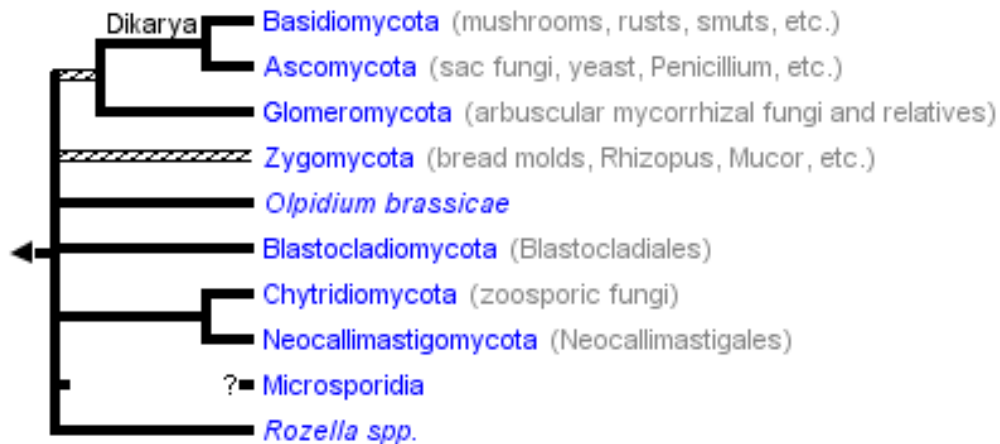 Dikarya
Basidiomycota (mushrooms, rusts, smuts, etc.)
Ascomycota (sac fungi, yeast, Penicillium, etc.)
Glomeromycota (arbuscular mycorrhizal fungi and relatives)
Zygomycota (bread molds, Rhizopus, Mucor, etc.)
Olpidium brassicae
Blastocladiomycota (Blastocladiales)
Chytridiomycota (zoosporic fungi)
Neocallimastigomycota (Neocallimastigales)
? Microsporidia
Rozella spp.